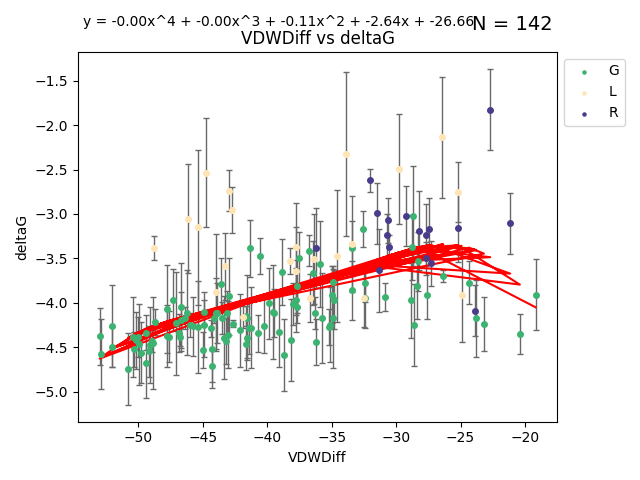 y = -0.00x^4 + -0.00x^3 + -0.11x^2 + -2.64x + -26.66
N = 142
VDWDiff vs deltaG
G
L
R
−1.5
−2.0
−2.5
−3.0
−3.5
−4.0
−4.5
−5.0
deltaG
−50 −45 −40 −35 −30 −25 −20
VDWDiff